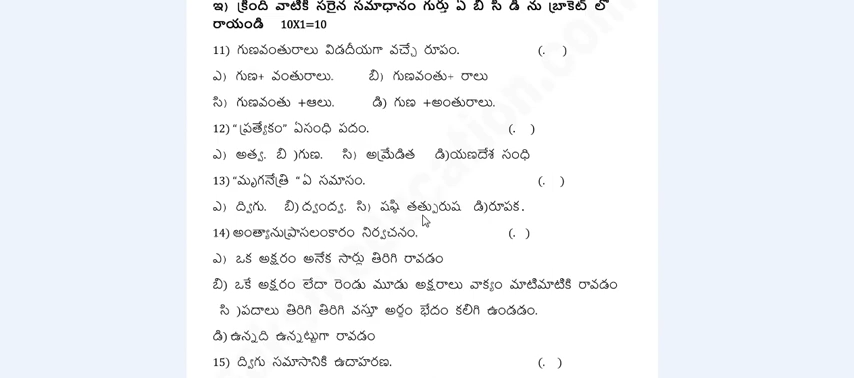 ఇ) క్రింది వాటికి సరైన సమాధానం గుర్తు ఏ బి సి డి ను బ్రాకెట్ లో
రాయండి 10X1=10
11) గుణవంతురాలు విడదీయగా వచ్చే రూపం. (. )
ఎ) గుణ+ వంతురాలు. బి) గుణవంతు+ రాలు
సి) గుణవంతు +ఆలు. డి) గుణ +అంతురాలు.
12) "ప్రత్యేకం" ఏసంధి పదం. (. )
ఎ) అత్వ. బి )గుణ. సి) ఆమ్రేడిత డి)యణదేశ సంధి
13) "మృగనేత్రి " ఏ సమాసం. (. )
ఎ) ద్విగు. బి) ద్వంద్వ. సి) షష్ఠి తత్పురుష డి)రూపక.
14) అంత్యానుప్రాసలంకారం నిర్వచనం. (. )
ఎ) ఒక అక్షరం అనేక సార్లు తిరిగి రావడం
బి) ఒకే అక్షరం లేదా రెండు మూడు అక్షరాలు వాక్యం మాటిమాటికి రావడం
సి )పదాలు తిరిగి తిరిగి వస్తూ అర్థం భేదం కలిగి ఉండడం.
డి) ఉన్నది ఉన్నట్టుగా రావడం
15) ద్విగు సమాసానికి ఉదాహరణ. (. )